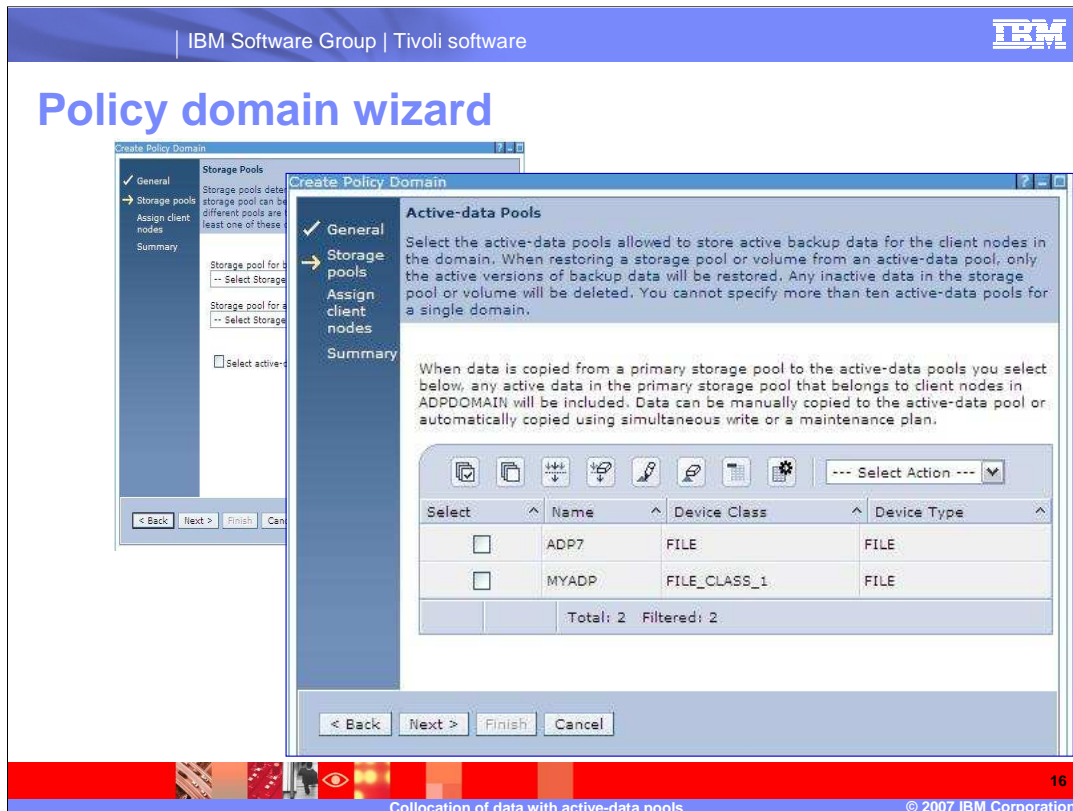 IBM Software Group | Tivoli software
IBM
Policy domain wizard
Create Policy Domain
General
Storage pools
Assign client
nodes
Summary
Storage Pools
Storage pools
storage pool can be
different pools are
least one of these
Storage pool for
-- Select Storage
Storage pool for
-- Select Storage
Select
< Back
Next >
Finish
Create Policy Domain
General
Storage
pools
Assign
client
nodes
Summary
Active-data Pools
Select the active-data pools allowed to store active backup data for the client nodes in
the domain. When restoring a storage pool or volume from an active-data pool, only
the active versions of backup data will be restored. Any inactive data in the storage
pool or volume will be deleted. You cannot specify more than ten active-data pools for
a single domain.
When data is copied from a primary storage pool to the active-data pools you select
below, any active data in the primary storage pool that belongs to client nodes in
ADPDOMAIN will be included. Data can be manually copied to the active-data pool or
automatically copied using simultaneous write or a maintenance plan.
--- Select Action ---
Select Name Device Class Device Type
ADP7 FILE FILE
MYADP FILE_CLASS_1 FILE
Total: 2 Filtered: 2
< Back Next > Finish Cancel
16
Collocation of data with active-data pools
© 2007 IBM Corporation